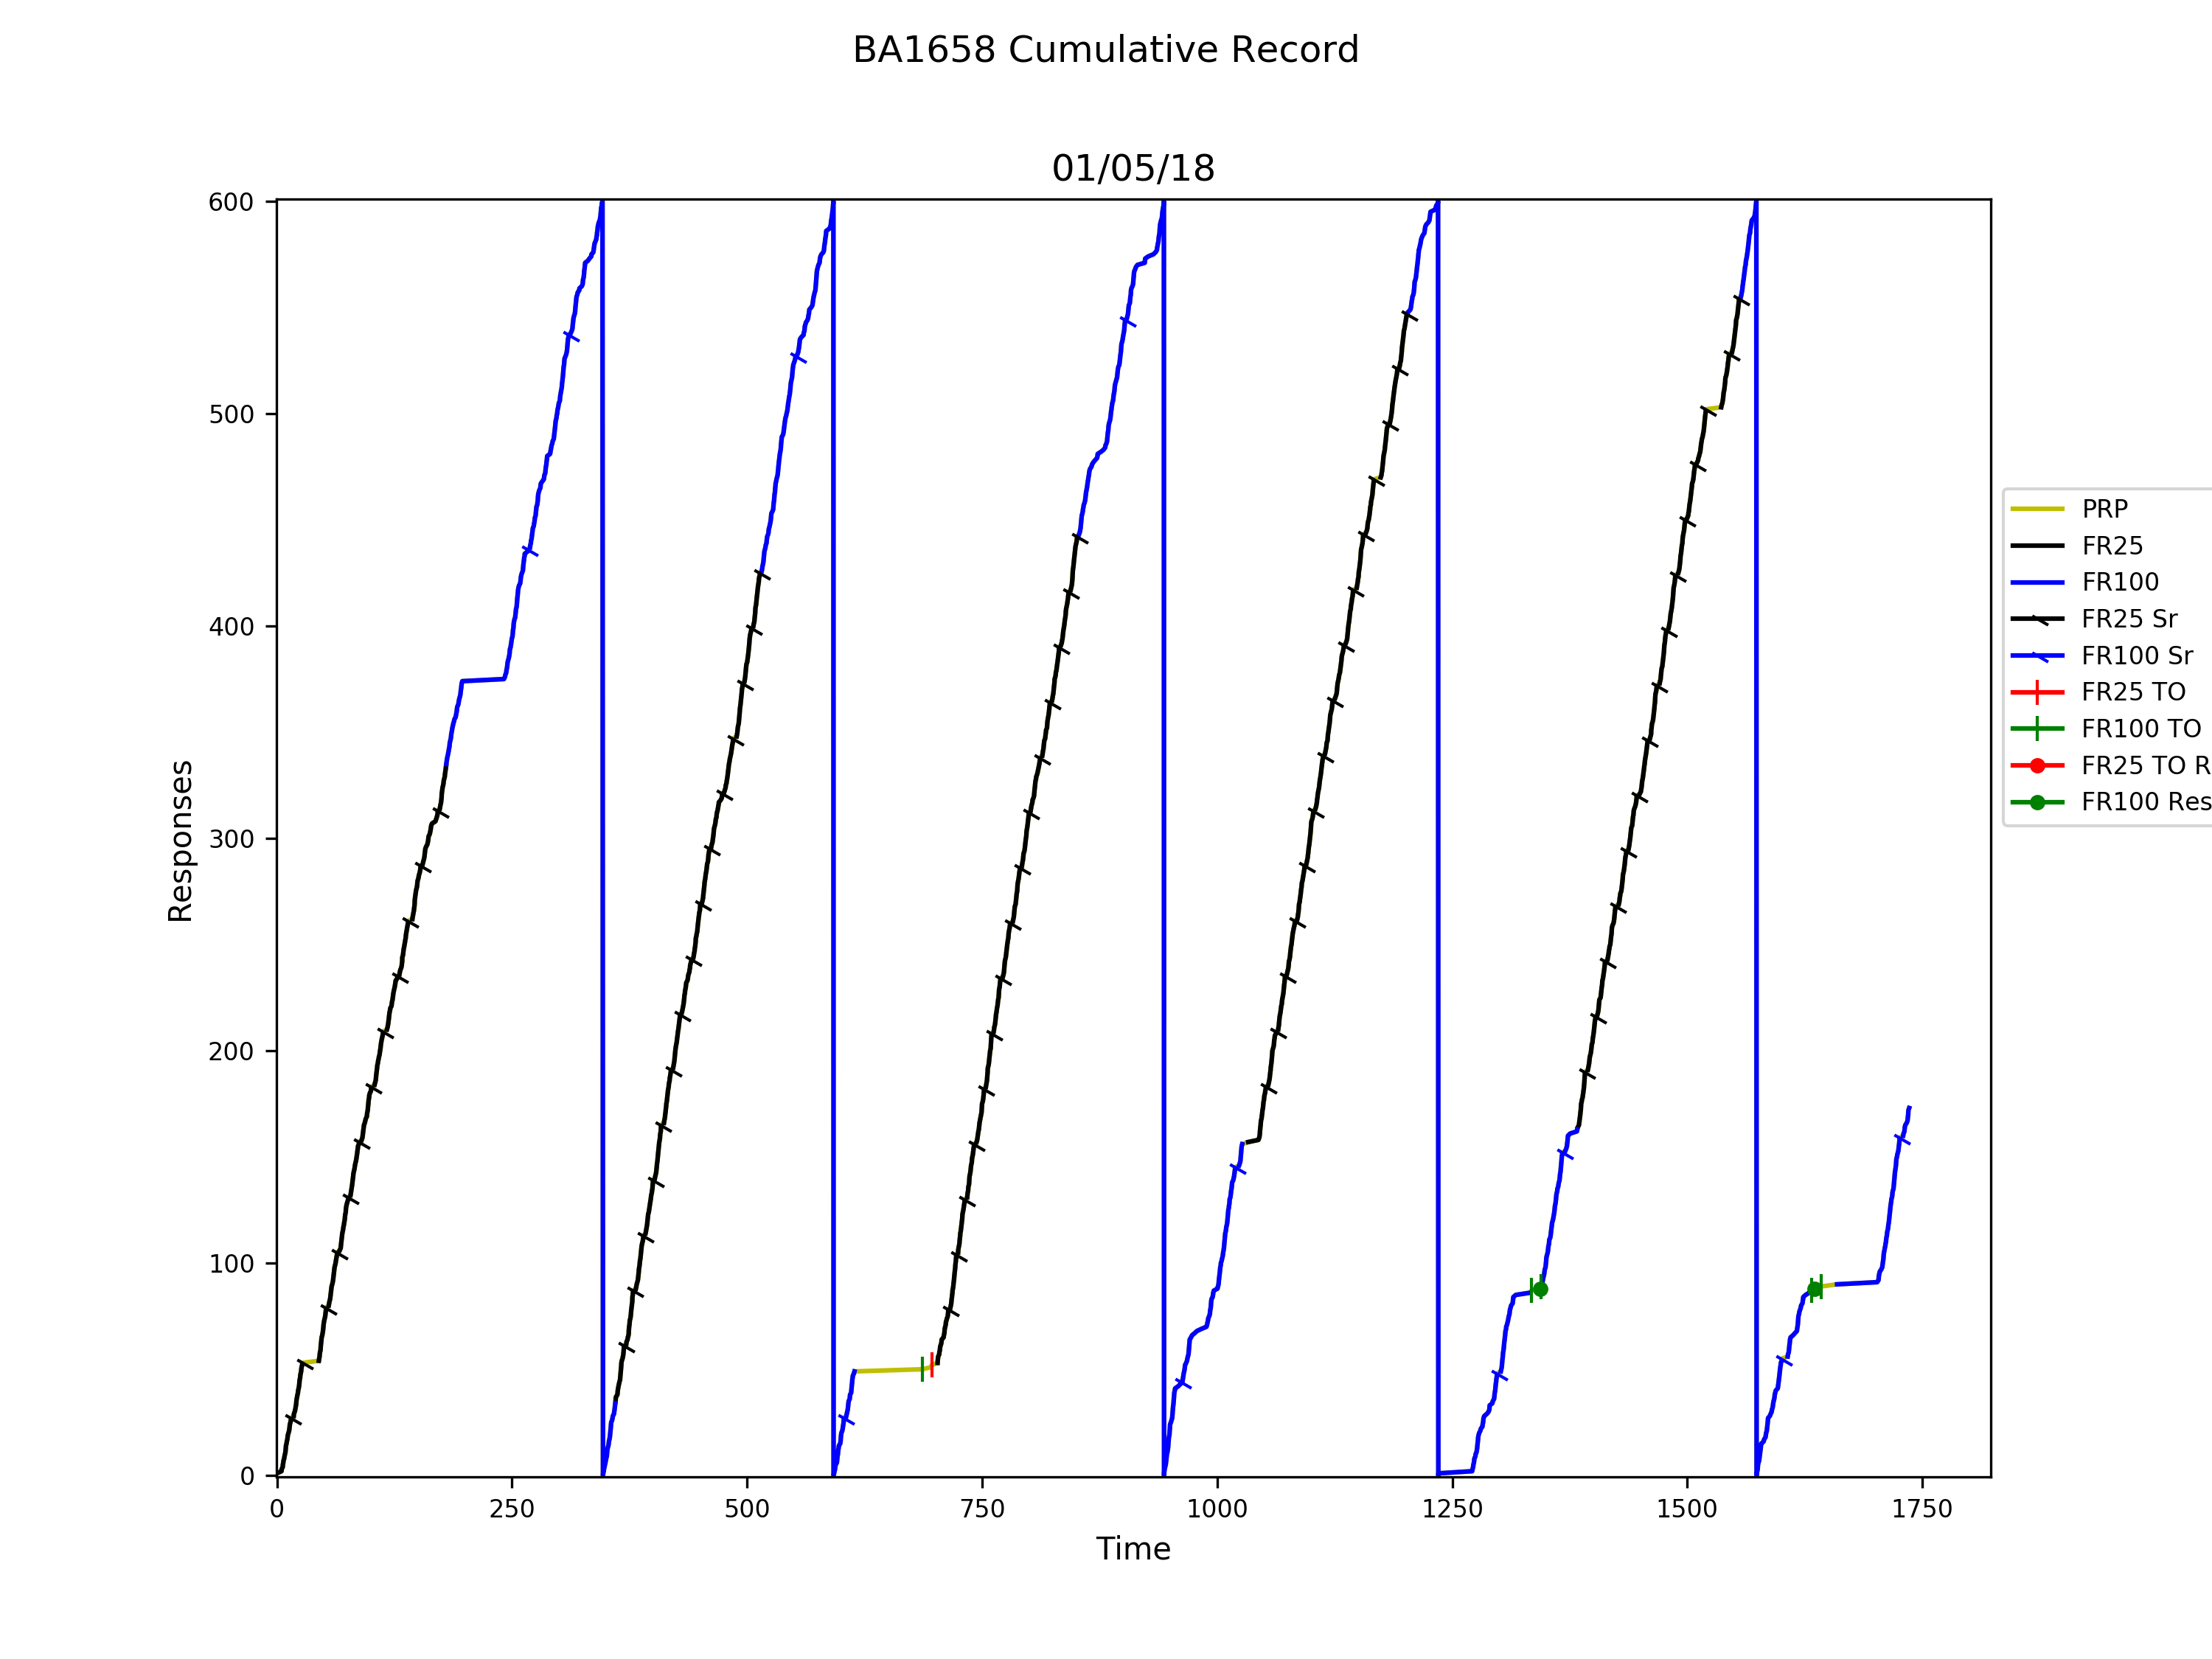 BA1658 Cumulative Record
01/05/18
600
500
400
300
200
100
0
Responses
0 250 500 750 1000 1250 1500 1750
Time
PRP
FR25
FR100
FR25 Sr
FR100 Sr
FR25 TO
FR100 TO
FR25 TO R
FR100 Res